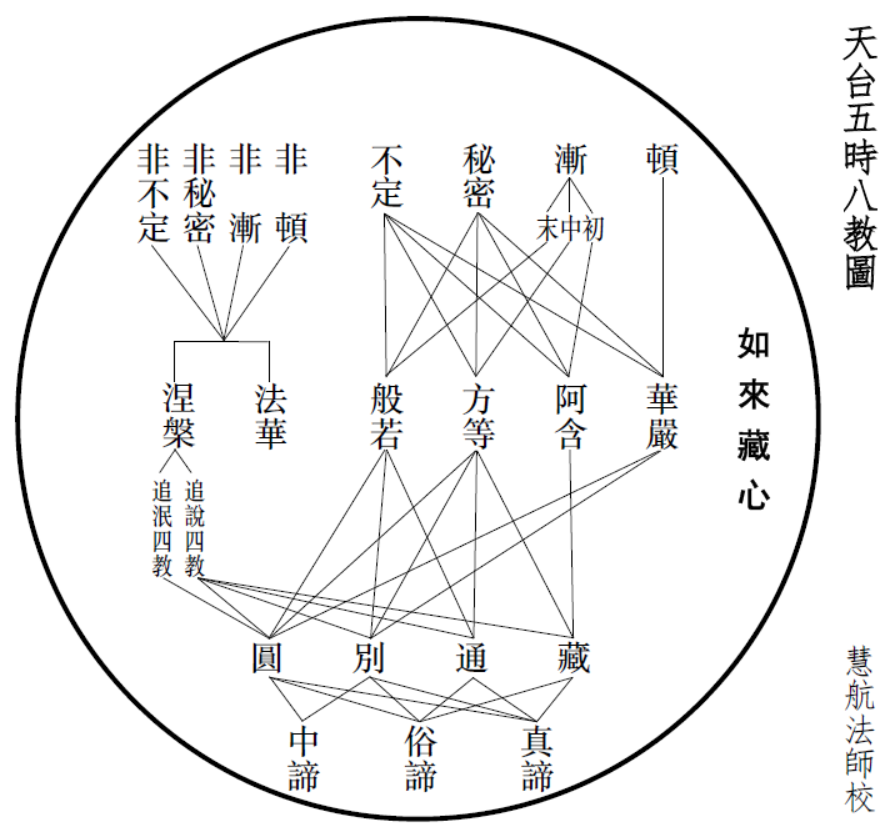 天台五時八教圖
慧航法師校
如來藏心
頓
漸
秘密
不定
非頓
非漸
非秘密
非不定
初
中
末
華嚴
阿含
方等
般若
法華
涅槃
追說四教
追泯四教
藏
通
別
圓
真諦
俗諦
中諦